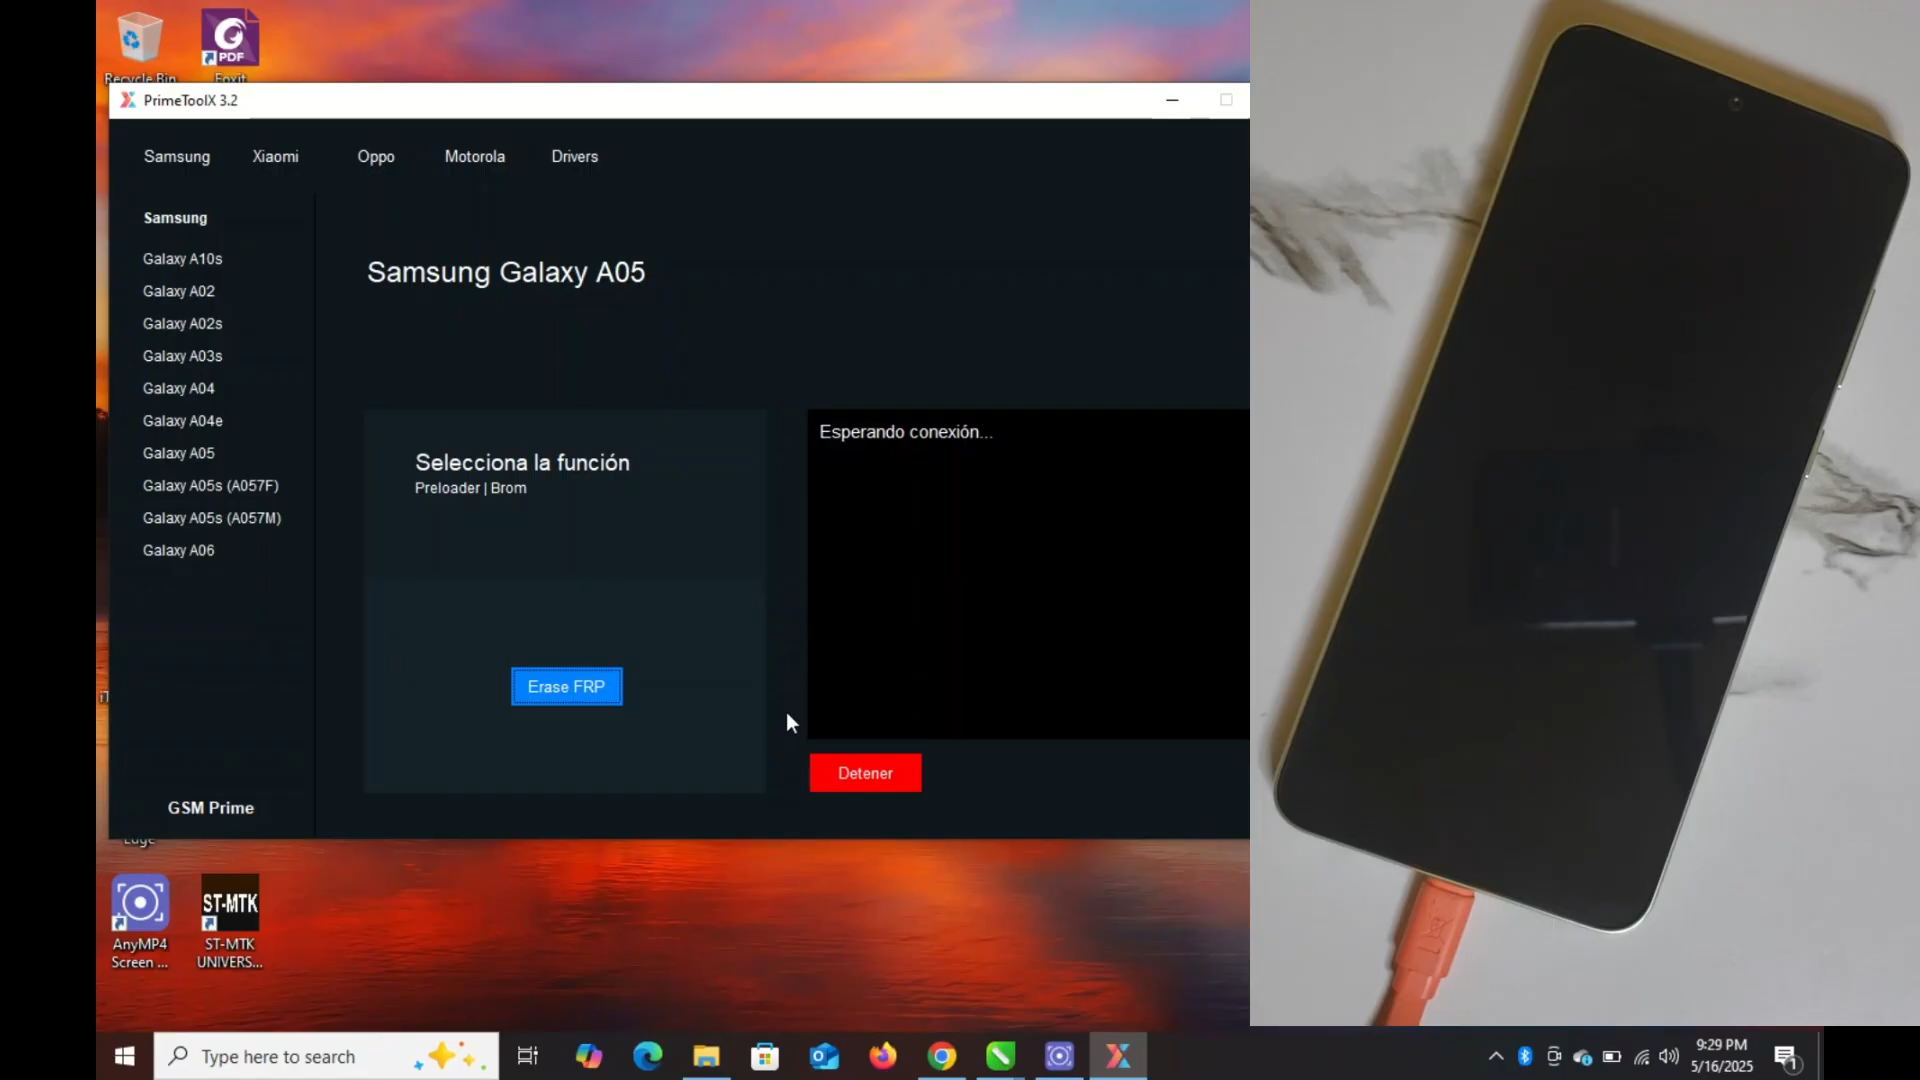 Recycle Bin
Foxit
PDF
PrimeToolX 3.2
Samsung
Xiaomi
Oppo
Motorola
Drivers
Samsung
Galaxy A10s
Galaxy A02
Galaxy A02s
Galaxy A03s
Galaxy A04
Galaxy A04e
Galaxy A05
Galaxy A05s (A057F)
Galaxy A05s (A057M)
Galaxy A06
GSM Prime
Samsung Galaxy A05
Selecciona la función
Preloader | Brom
Erase FRP
Esperando conexión...
Detener
Edge
AnyMP4
Screen ...
ST-MTK
ST-MTK
UNIVERS...
Type here to search
9:29 PM
5/16/2025
1